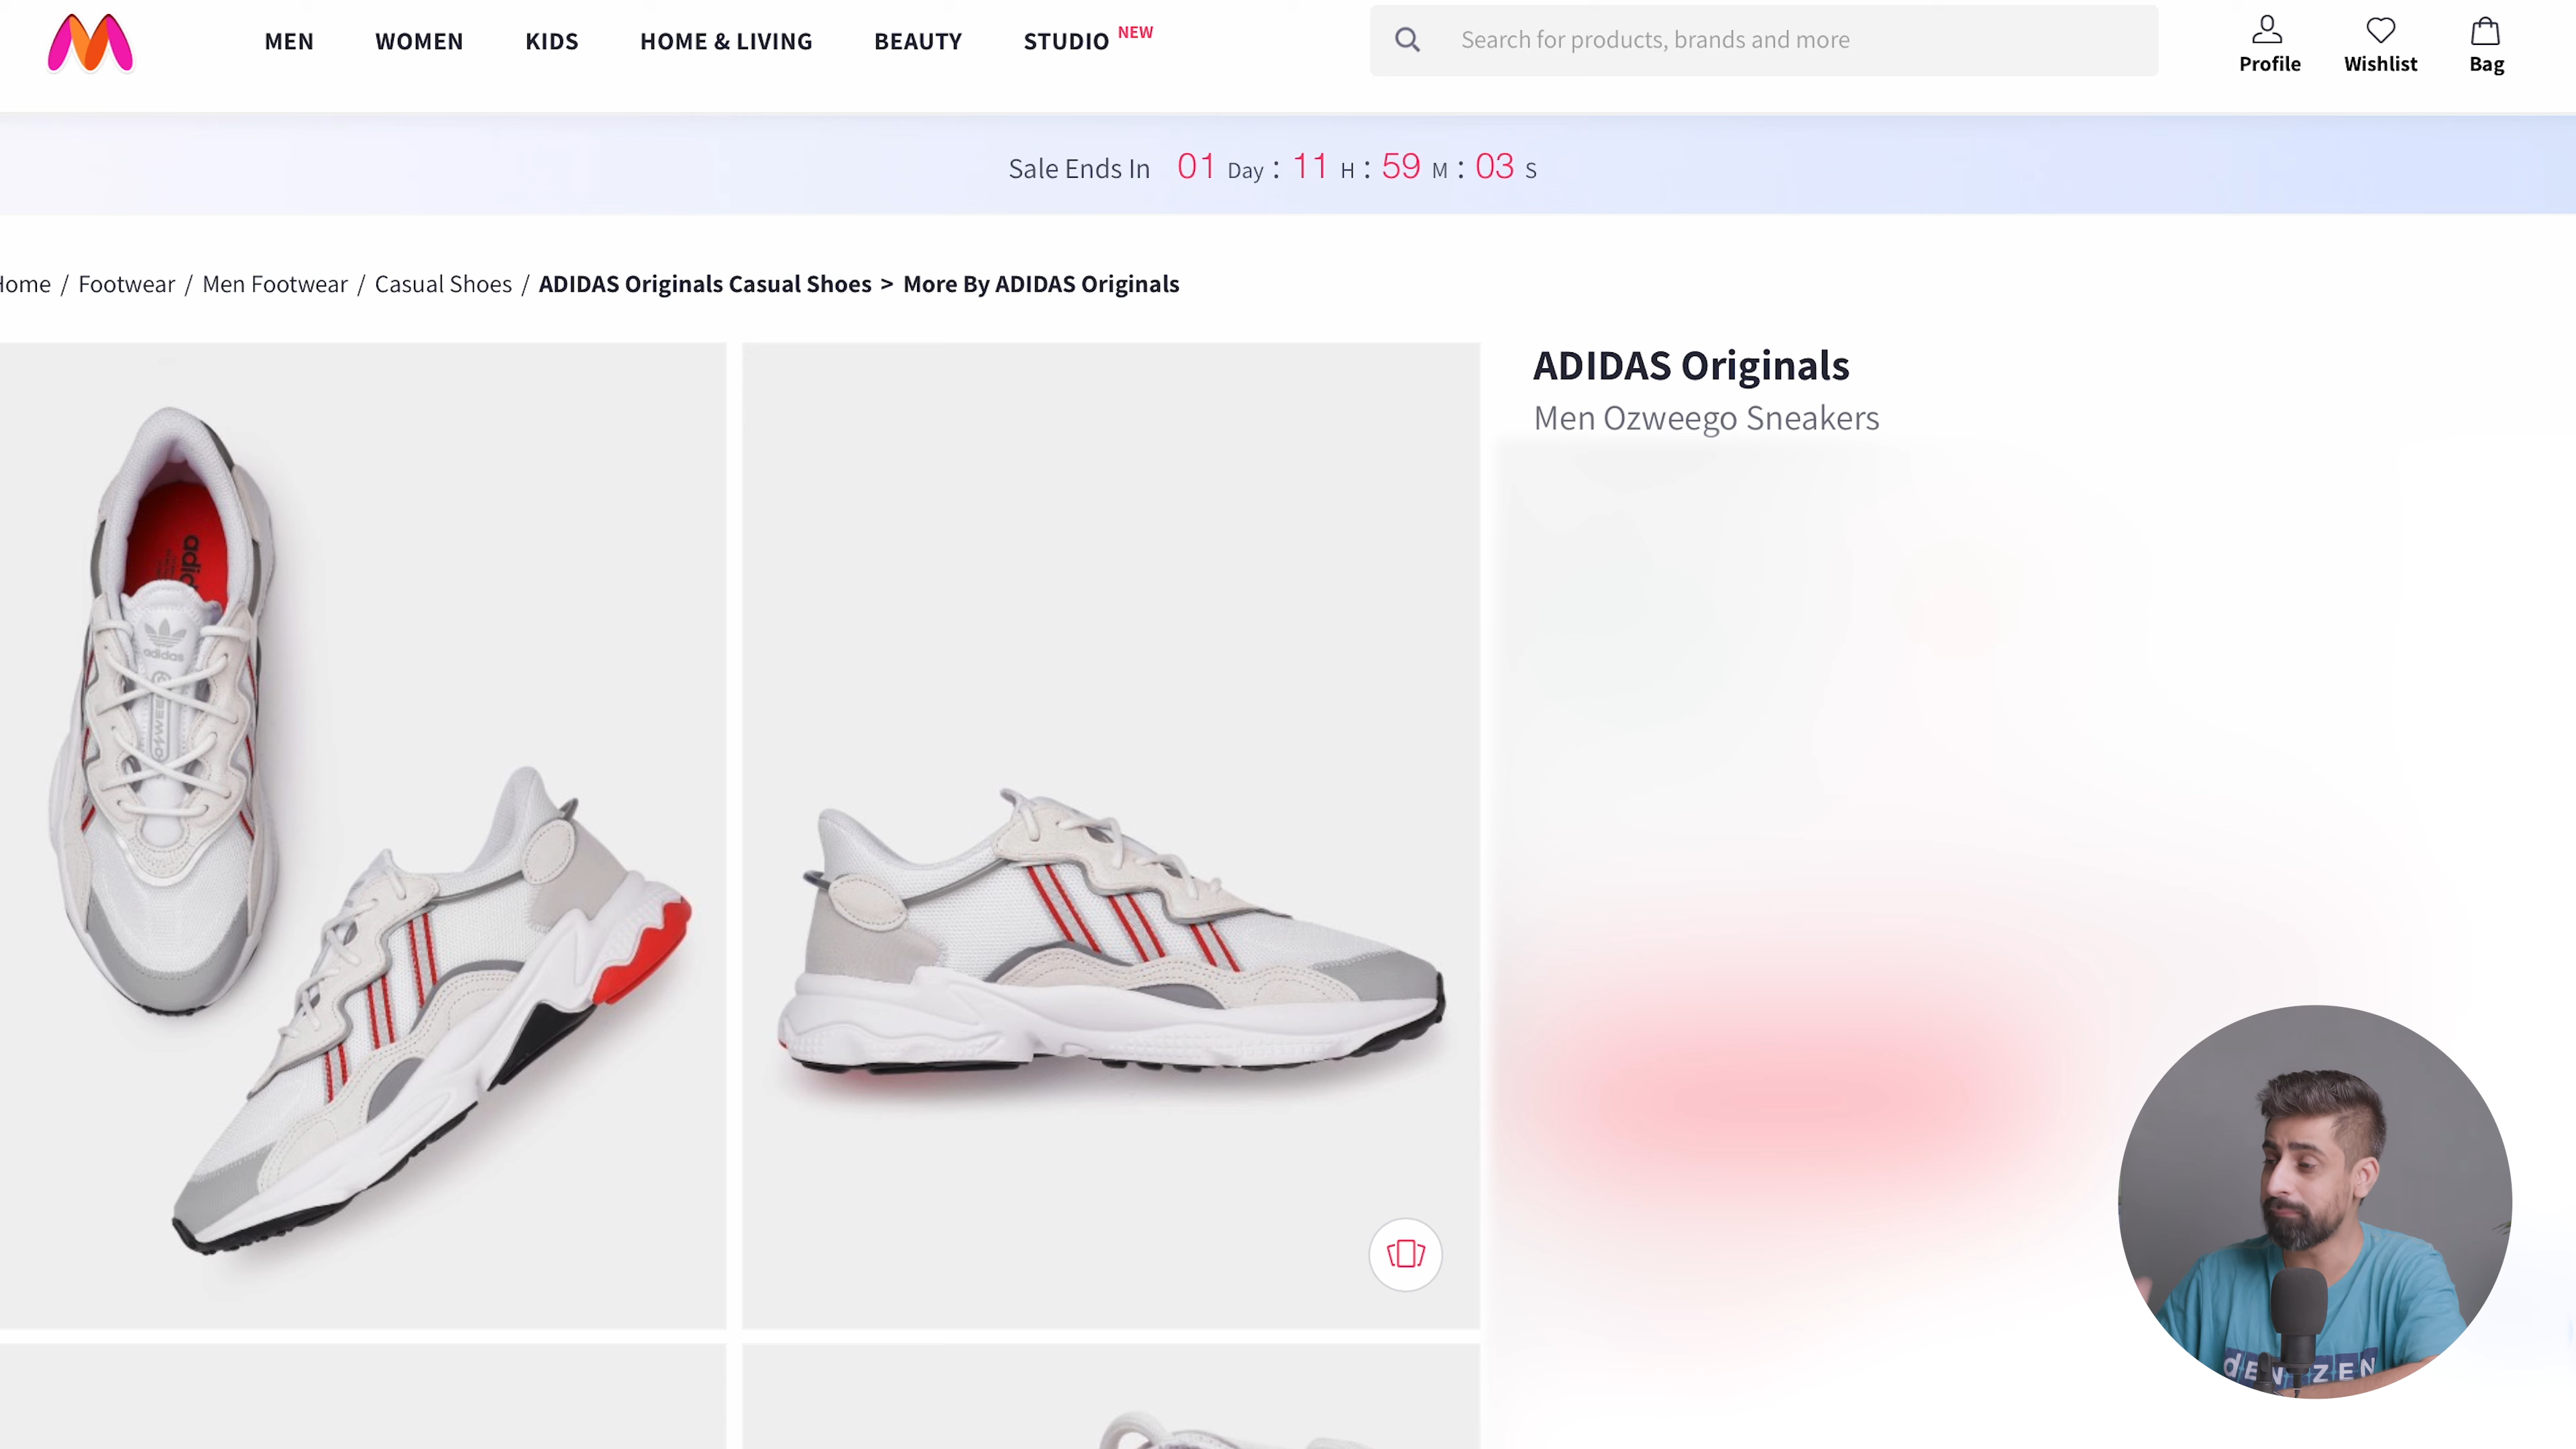 MEN WOMEN KIDS HOME & LIVING BEAUTY STUDIO NEW
Search for products, brands and more
Profile Wishlist Bag
Sale Ends In 01 Day : 11 H : 59 M : 03 S
Home / Footwear / Men Footwear / Casual Shoes / ADIDAS Originals Casual Shoes > More By ADIDAS Originals
ADIDAS Originals
Men Ozweego Sneakers
adidas